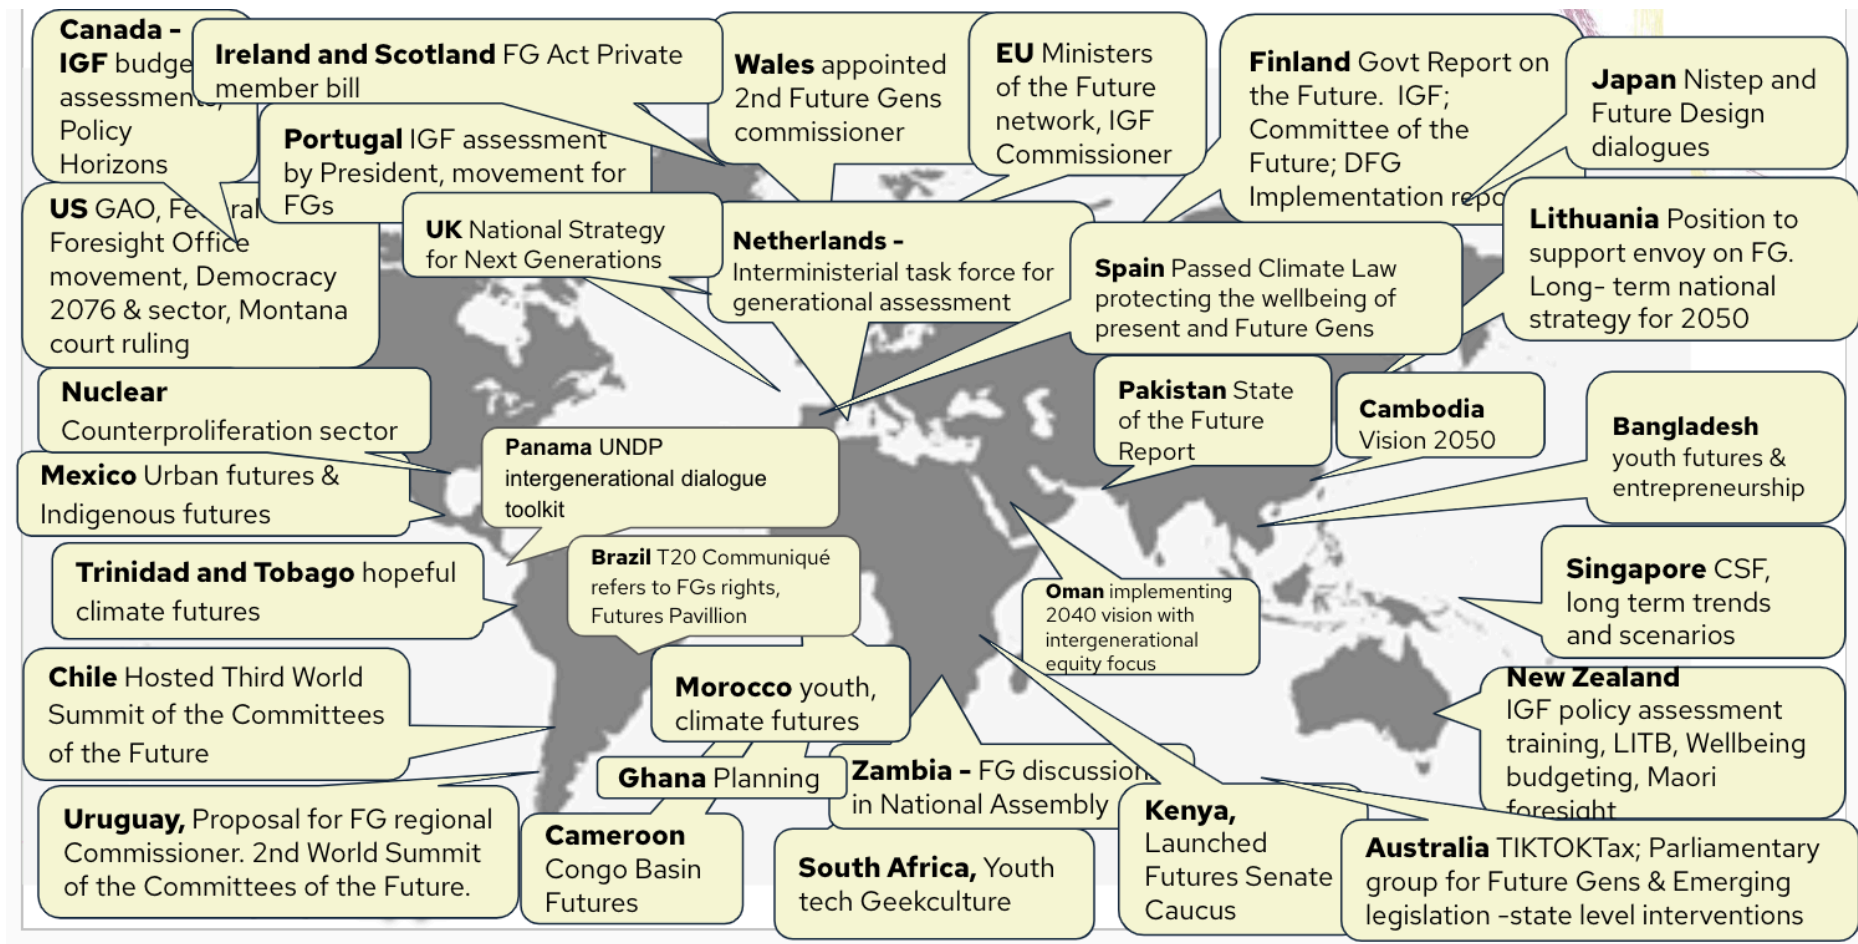 Canada -
IGF budge
assessments,
Policy
Horizons
Ireland and Scotland FG Act Private
member bill
Wales appointed
2nd Future Gens
commissioner
EU Ministers
of the Future
network, IGF
Commissioner
Finland Govt Report on
the Future. IGF;
Committee of the
Future; DFG
Implementation repo
Japan Nistep and
Future Design
dialogues
Portugal IGF assessment
by President, movement for
FGs
US GAO, Federal
Foresight Office
movement, Democracy
2076 & sector, Montana
court ruling
UK National Strategy
for Next Generations
Netherlands -
Interministerial task force for
generational assessment
Spain Passed Climate Law
protecting the wellbeing of
present and Future Gens
Lithuania Position to
support envoy on FG.
Long- term national
strategy for 2050
Nuclear
Counterproliferation sector
Pakistan State
of the Future
Report
Cambodia
Vision 2050
Bangladesh
youth futures &
entrepreneurship
Mexico Urban futures &
Indigenous futures
Panama UNDP
intergenerational dialogue
toolkit
Trinidad and Tobago hopeful
climate futures
Brazil T20 Communiqué
refers to FGs rights,
Futures Pavillion
Oman implementing
2040 vision with
intergenerational
equity focus
Singapore CSF,
long term trends
and scenarios
Chile Hosted Third World
Summit of the Committees
of the Future
Morocco youth,
climate futures
New Zealand
IGF policy assessment
training, LITB, Wellbeing
budgeting, Maori
foresight
Ghana Planning
Zambia - FG discussion
in National Assembly
Uruguay, Proposal for FG regional
Commissioner. 2nd World Summit
of the Committees of the Future.
Cameroon
Congo Basin
Futures
South Africa, Youth
tech Geekculture
Kenya,
Launched
Futures Senate
Caucus
Australia TIKTOKTax; Parliamentary
group for Future Gens & Emerging
legislation -state level interventions